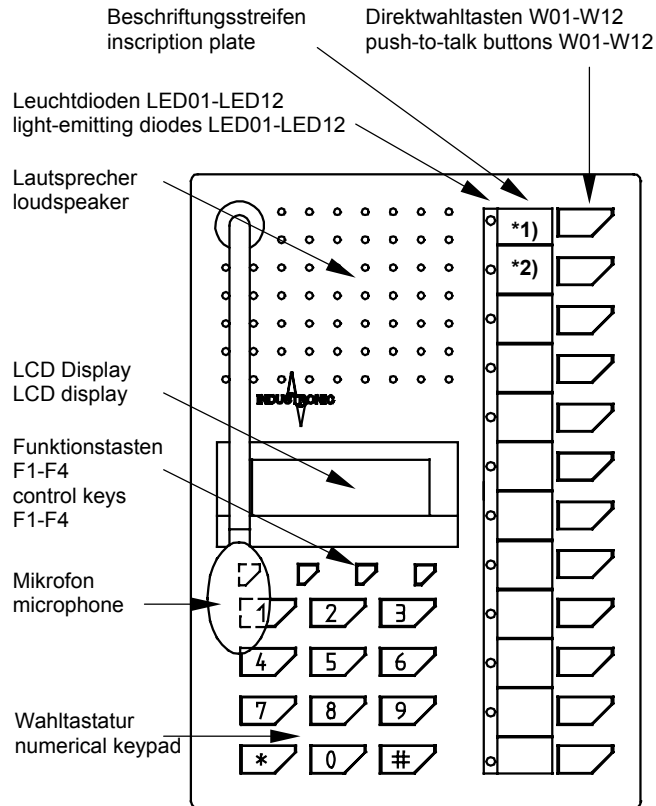 Beschriftungsstreifen
inscription plate
Direktwahltasten W01-W12
push-to-talk buttons W01-W12
Leuchtdioden LED01-LED12
light-emitting diodes LED01-LED12
Lautsprecher
loudspeaker
*1)
*2)
LCD Display
LCD display
INDUSTRONIC
Funktionstasten
F1-F4
control keys
F1-F4
Mikrofon
microphone
1 2 3
4 5 6
7 8 9
* 0 #
Wahltastatur
numerical keypad